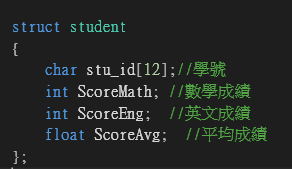 struct student
{
    char stu_id[12];//學號
    int ScoreMath; //數學成績
    int ScoreEng;  //英文成績
    float ScoreAvg;  //平均成績
};